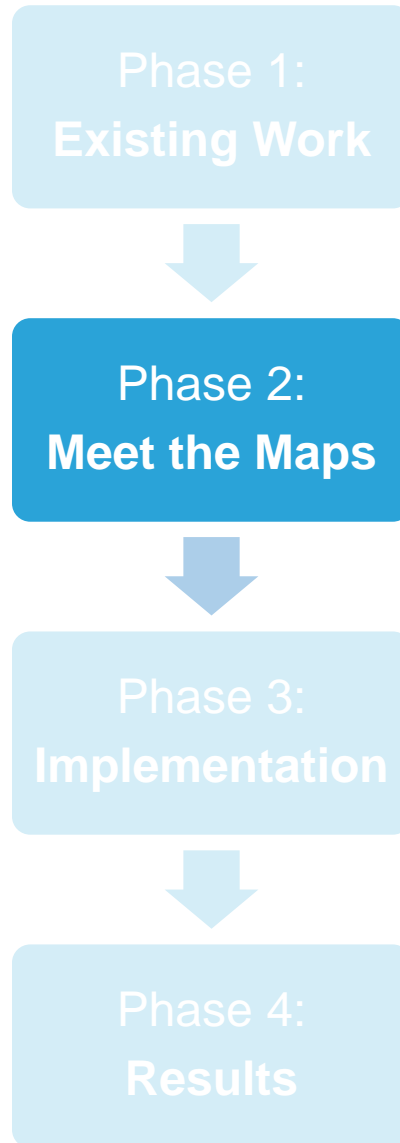 Phase 1:
Existing Work
Phase 2:
Meet the Maps
Phase 3:
Implementation
Phase 4:
Results